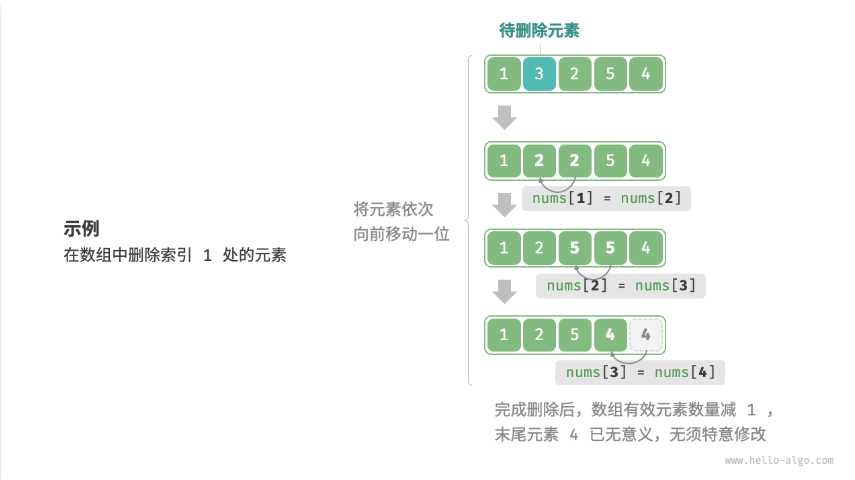 待删除元素
1 3 2 5 4
1 2 2 5 4
nums[1] = nums[2]
将元素依次
向前移动一位
示例
在数组中删除索引 1 处的元素
1 2 5 5 4
nums[2] = nums[3]
1 2 5 4 4
nums[3] = nums[4]
完成删除后，数组有效元素数量减 1 ，
末尾元素 4 已无意义，无须特意修改
www.hello-algo.com